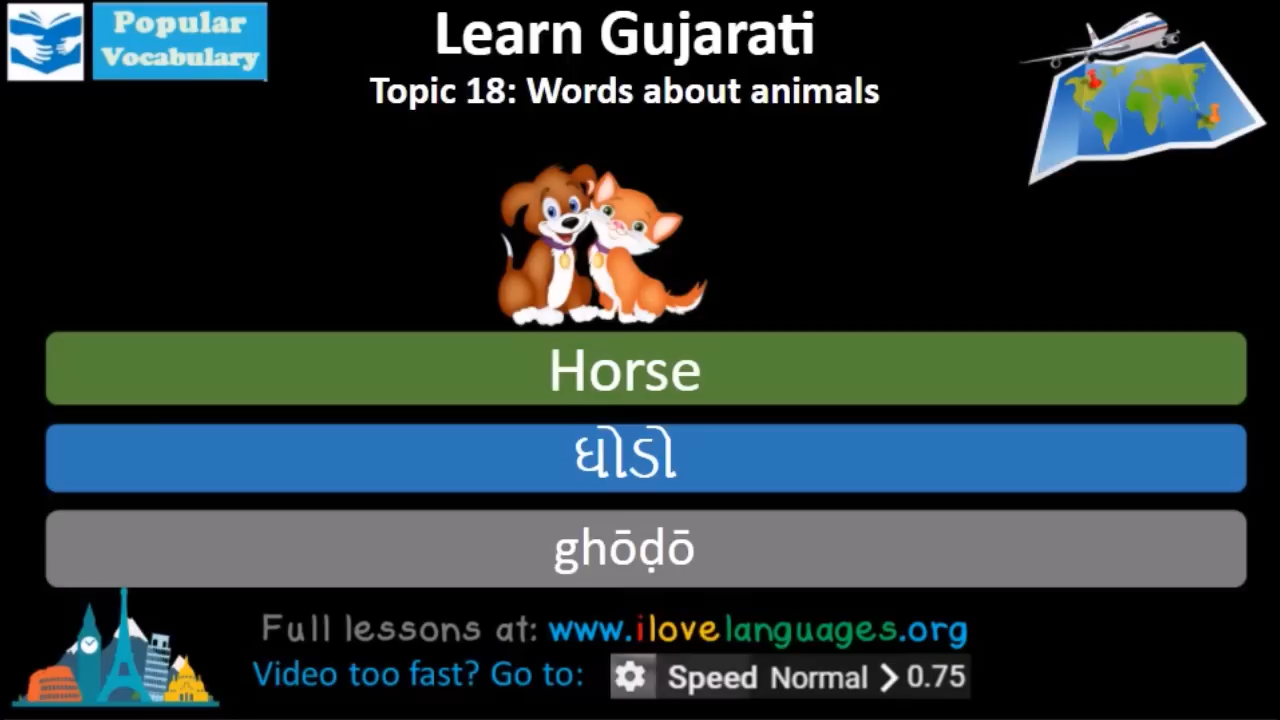 Popular
Vocabulary
Learn Gujarati
Topic 18: Words about animals
Horse
ઘોડો
ghōḍō
Full lessons at: www.ilovelanguages.org
Video too fast? Go to: Speed Normal > 0.75